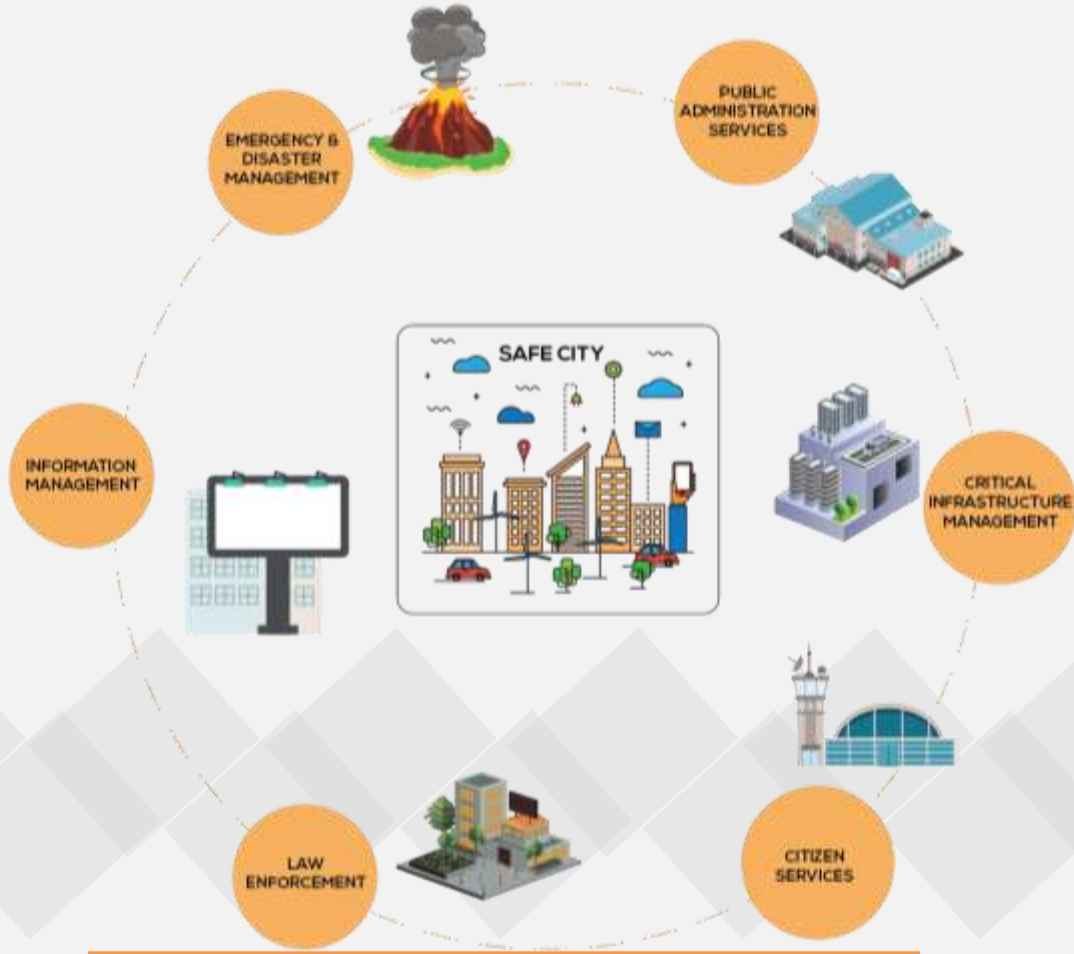 PUBLIC
ADMINISTRATION
SERVICES
EMERGENCY &
DISASTER
MANAGEMENT
SAFE CITY
INFORMATION
MANAGEMENT
CRITICAL
INFRASTRUCTURE
MANAGEMENT
LAW
ENFORCEMENT
CITIZEN
SERVICES